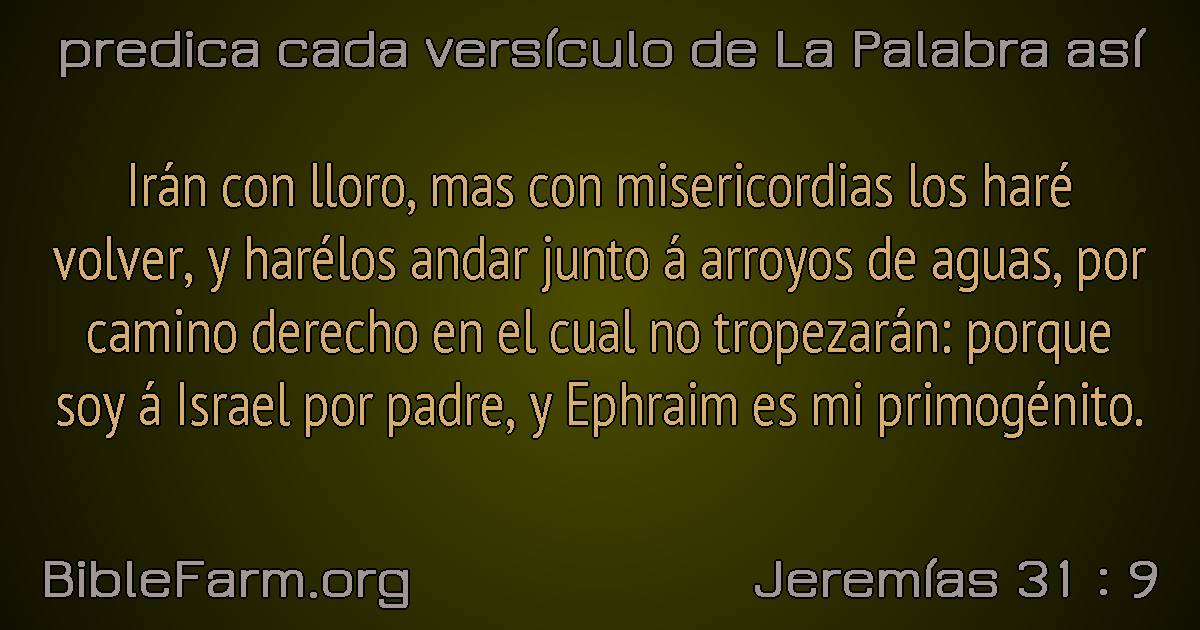 predica cada versículo de La Palabra así
Irán con lloro, mas con misericordias los haré
volver, y harélos andar junto á arroyos de aguas, por
camino derecho en el cual no tropezarán: porque
soy á Israel por padre, y Ephraim es mi primogénito.
BibleFarm.org
Jeremías 31 : 9